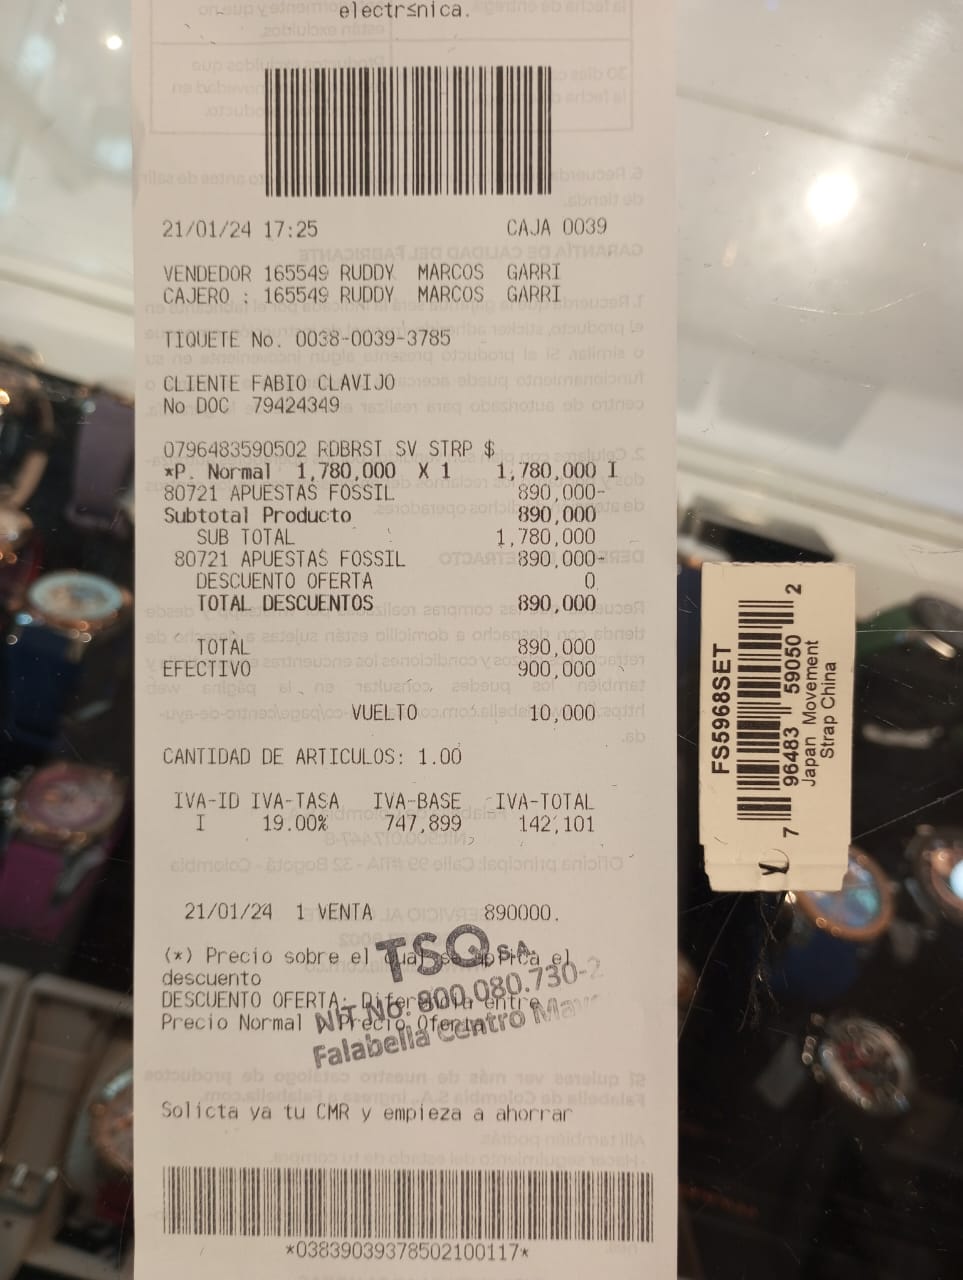 electr≤nica.
21/01/24 17:25 CAJA 0039
VENDEDOR 165549 RUDDY MARCOS GARRI
CAJERO : 165549 RUDDY MARCOS GARRI
TIQUETE No. 0038-0039-3785
CLIENTE FABIO CLAVIJO
No DOC 79424349
0796483590502 RDBRST SV STRP $
*P. Normal 1,780,000 X 1 1,780,000 I
80721 APUESTAS FOSSIL 890,000-
Subtotal Producto 890,000
SUB TOTAL 1,780,000
80721 APUESTAS FOSSIL 890,000-
DESCUENTO OFERTA 0
TOTAL DESCUENTOS 890,000
TOTAL 890,000
EFECTIVO 900,000
VUELTO 10,000
CANTIDAD DE ARTICULOS: 1.00
IVA-ID IVA-TASA IVA-BASE IVA-TOTAL
I 19.00% 747,899 142,101
21/01/24 1 VENTA 890000.
(*) Precio sobre el cual se aplica el
descuento
DESCUENTO OFERTA: Diferencia entre
Precio Normal y Precio Oferta
TSQ S.A.
NIT No. 800.080.730-2
Falabella Centro May
Solicta ya tu CMR y empieza a ahorrar
*03839039378502100117*
FS5968SET
7 96483 59050 2
Japan Movement
Strap China